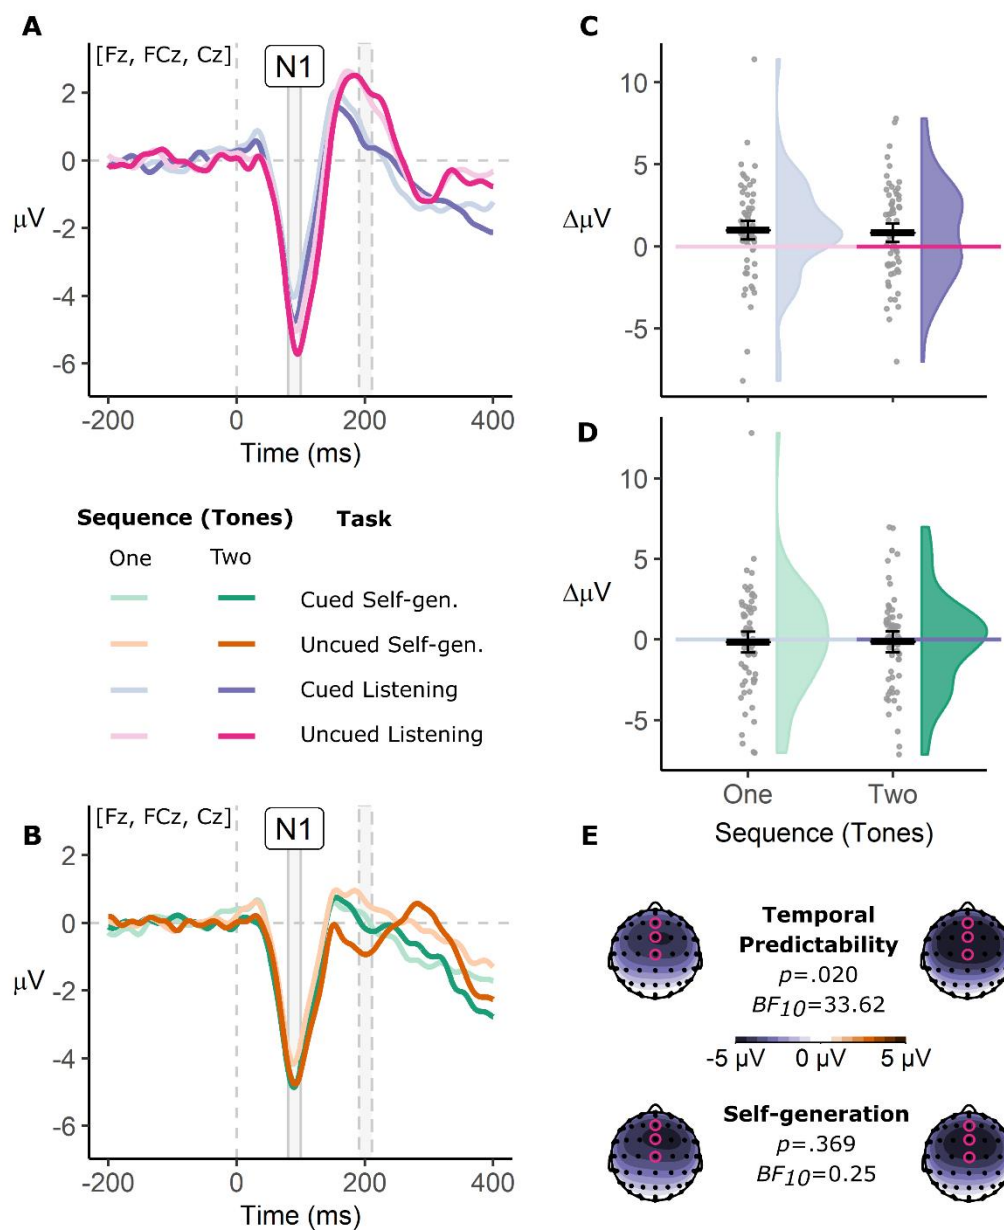 A
[Fz, FCz, Cz]
N1
2
0
-2
-4
-6
µV
-200
0
200
400
Time (ms)
Sequence (Tones) Task
One Two
Cued Self-gen.
Uncued Self-gen.
Cued Listening
Uncued Listening
B
[Fz, FCz, Cz]
N1
2
0
-2
-4
-6
µV
-200
0
200
400
Time (ms)
C
10
5
0
-5
ΔµV
D
10
5
0
-5
ΔµV
One
Two
Sequence (Tones)
E
Temporal
Predictability
p=.020
BF10=33.62
-5 µV 0 µV 5 µV
Self-generation
p=.369
BF10=0.25